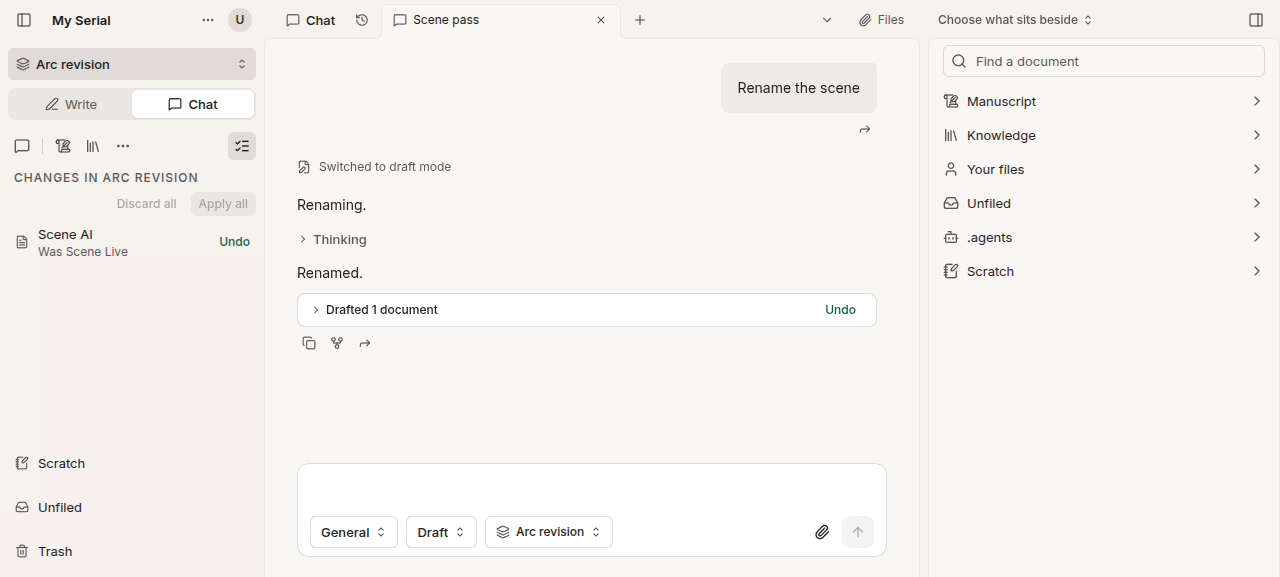 My Serial
U
Arc revision
Write
Chat
CHANGES IN ARC REVISION
Discard all
Apply all
Scene AI
Was Scene Live
Undo
Scratch
Unfiled
Trash
Chat
Scene pass
Files
Rename the scene
Switched to draft mode
Renaming.
Thinking
Renamed.
Drafted 1 document
Undo
General
Draft
Arc revision
Choose what sits beside
Find a document
Manuscript
Knowledge
Your files
Unfiled
.agents
Scratch